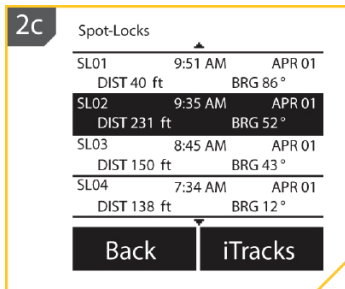 2c
Spot-Locks
SL01 9:51 AM APR 01
DIST 40 ft BRG 86°
SL02 9:35 AM APR 01
DIST 231 ft BRG 52°
SL03 8:45 AM APR 01
DIST 150 ft BRG 43°
SL04 7:34 AM APR 01
DIST 138 ft BRG 12°
Back iTracks